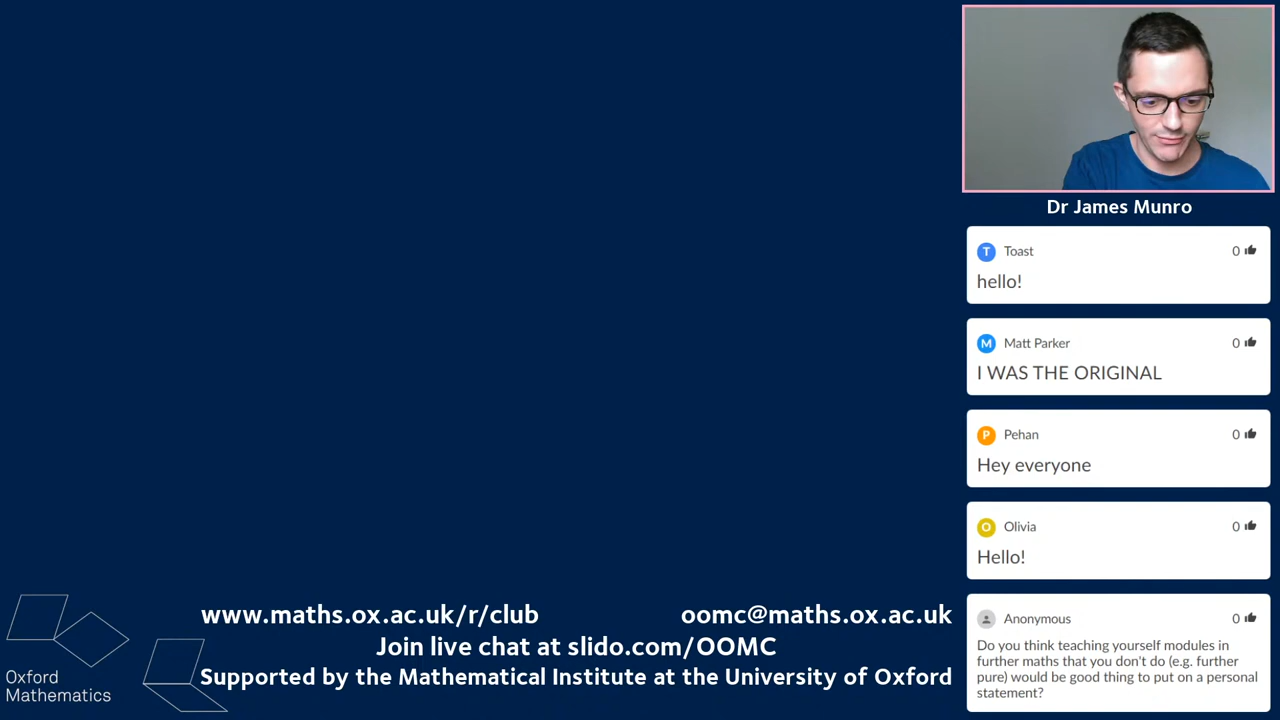 Dr James Munro
T Toast 0
hello!
M Matt Parker 0
I WAS THE ORIGINAL
P Pehan 0
Hey everyone
O Olivia 0
Hello!
Anonymous 0
Do you think teaching yourself modules in
further maths that you don't do (e.g. further
pure) would be good thing to put on a personal
statement?
www.maths.ox.ac.uk/r/club oomc@maths.ox.ac.uk
Join live chat at slido.com/OOMC
Supported by the Mathematical Institute at the University of Oxford
Oxford
Mathematics